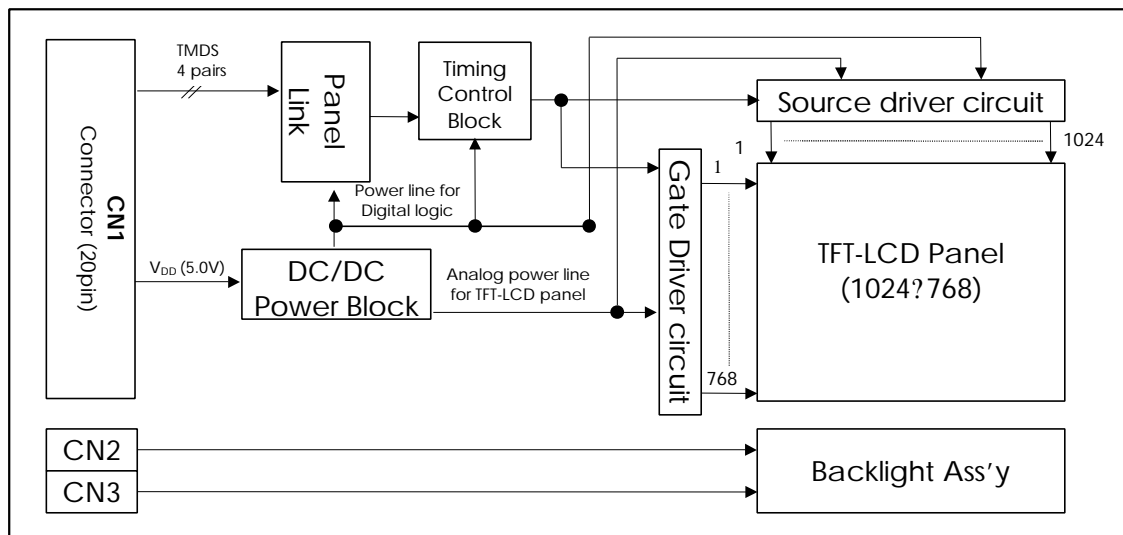 TMDS
4 pairs
Panel
Link
Timing
Control
Block
Source driver circuit
1
1024
CN1
Connector (20pin)
Power line for
Digital logic
Gate Driver circuit
1
768
TFT-LCD Panel
(1024?768)
VDD (5.0V)
DC/DC
Power Block
Analog power line
for TFT-LCD panel
CN2
CN3
Backlight Ass'y